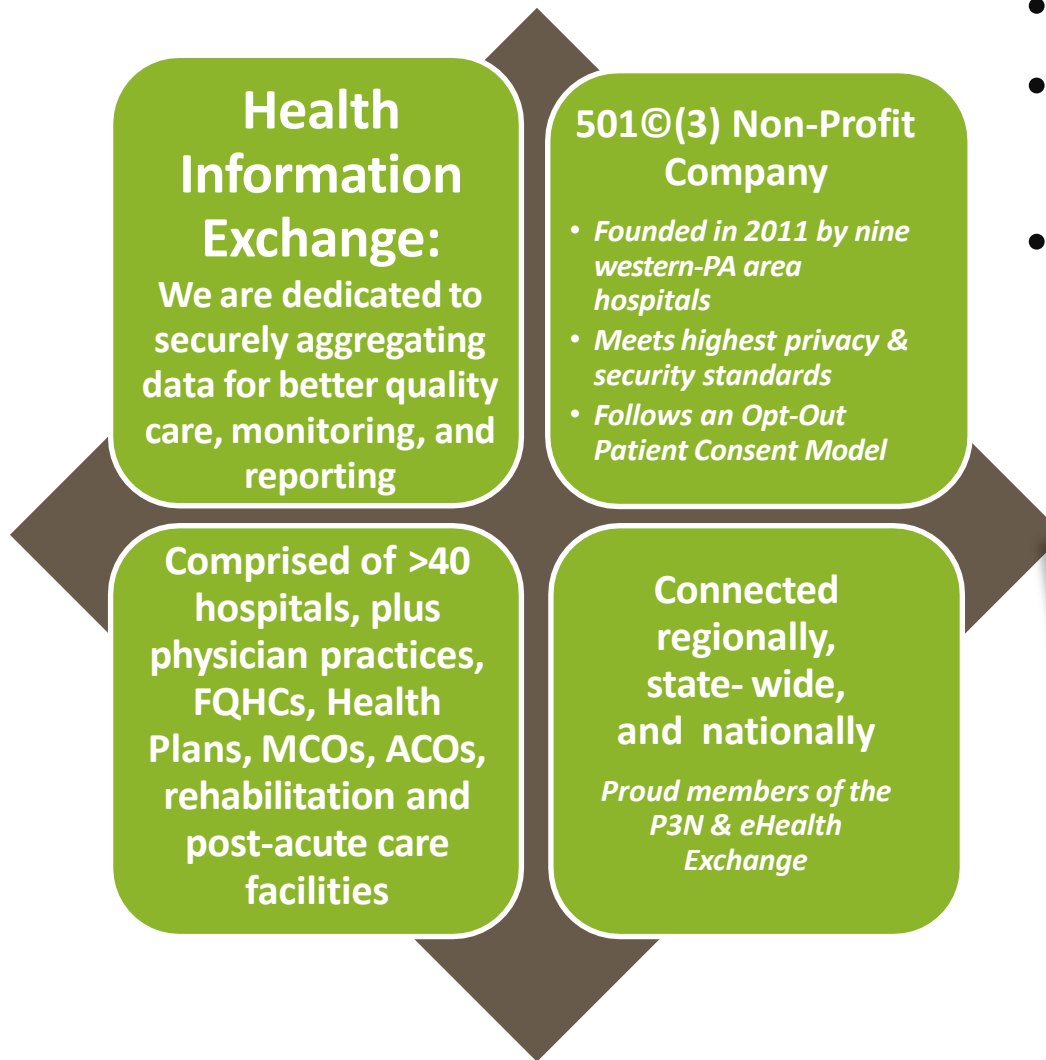 Health
Information
Exchange:
We are dedicated to
securely aggregating
data for better quality
care, monitoring, and
reporting
501©(3) Non-Profit
Company
• Founded in 2011 by nine
western-PA area
hospitals
• Meets highest privacy &
security standards
• Follows an Opt-Out
Patient Consent Model
Comprised of >40
hospitals, plus
physician practices,
FQHCs, Health
Plans, MCOs, ACOs,
rehabilitation and
post-acute care
facilities
Connected
regionally,
state- wide,
and nationally
Proud members of the
P3N & eHealth
Exchange